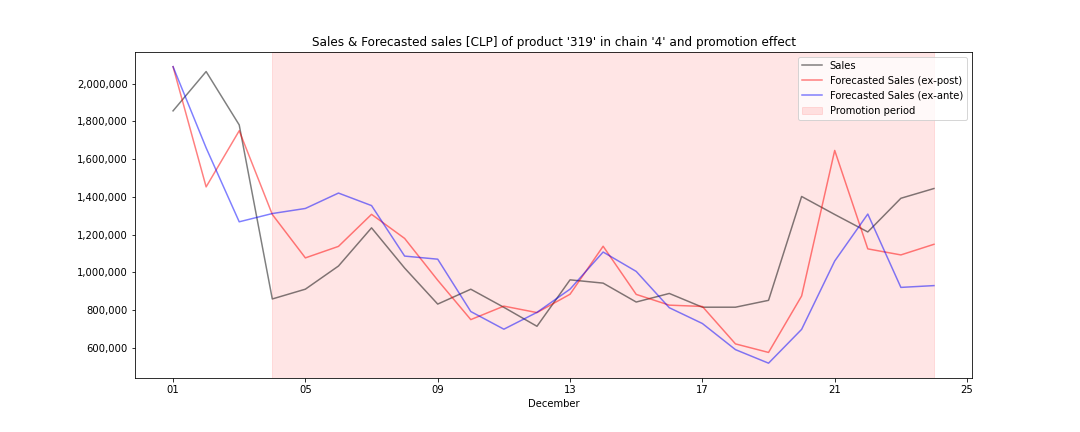 Sales & Forecasted sales [CLP] of product '319' in chain '4' and promotion effect
Sales
Forecasted Sales (ex-post)
Forecasted Sales (ex-ante)
Promotion period
2,000,000
1,800,000
1,600,000
1,400,000
1,200,000
1,000,000
800,000
600,000
01 05 09 13 17 21 25
December